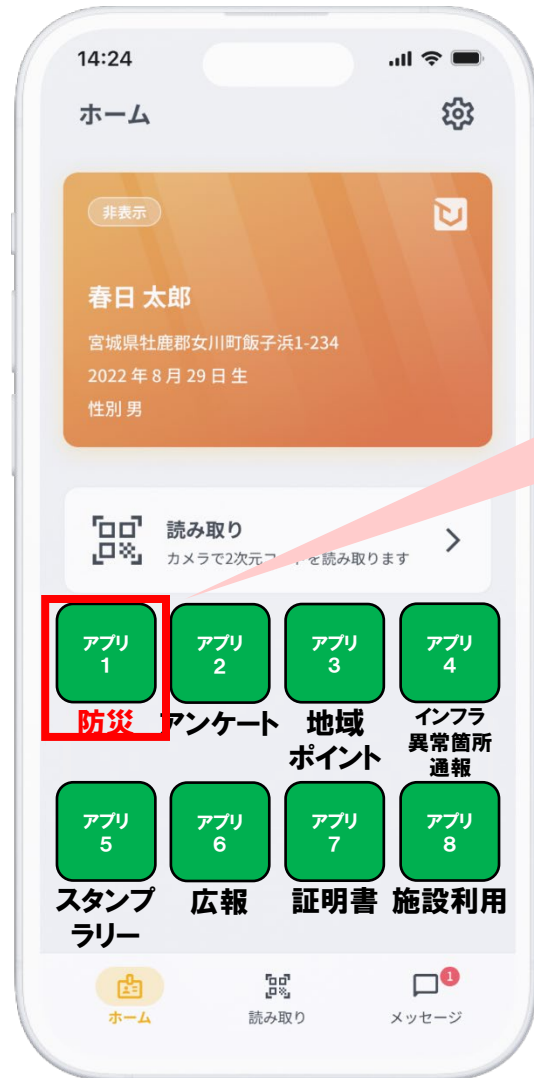 14:24
ホーム
非表示
春日 太郎
宮城県牡鹿郡女川町飯子浜1-234
2022 年 8 月 29 日 生
性別 男
読み取り
カメラで2次元コードを読み取ります
アプリ
1
アプリ
2
アプリ
3
アプリ
4
防災
アンケート
地域
ポイント
インフラ
異常箇所
通報
アプリ
5
アプリ
6
アプリ
7
アプリ
8
スタンプ
ラリー
広報
証明書
施設利用
ホーム
読み取り
メッセージ
1